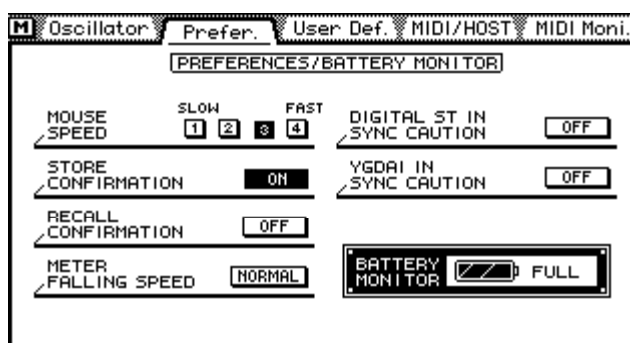 M Oscillator Prefer. User Def. MIDI/HOST MIDI Moni.
PREFERENCES/BATTERY MONITOR
MOUSE SPEED
SLOW FAST
1 2 3 4
STORE CONFIRMATION ON
RECALL CONFIRMATION OFF
METER FALLING SPEED NORMAL
DIGITAL ST IN SYNC CAUTION OFF
YGDAI IN SYNC CAUTION OFF
BATTERY MONITOR FULL